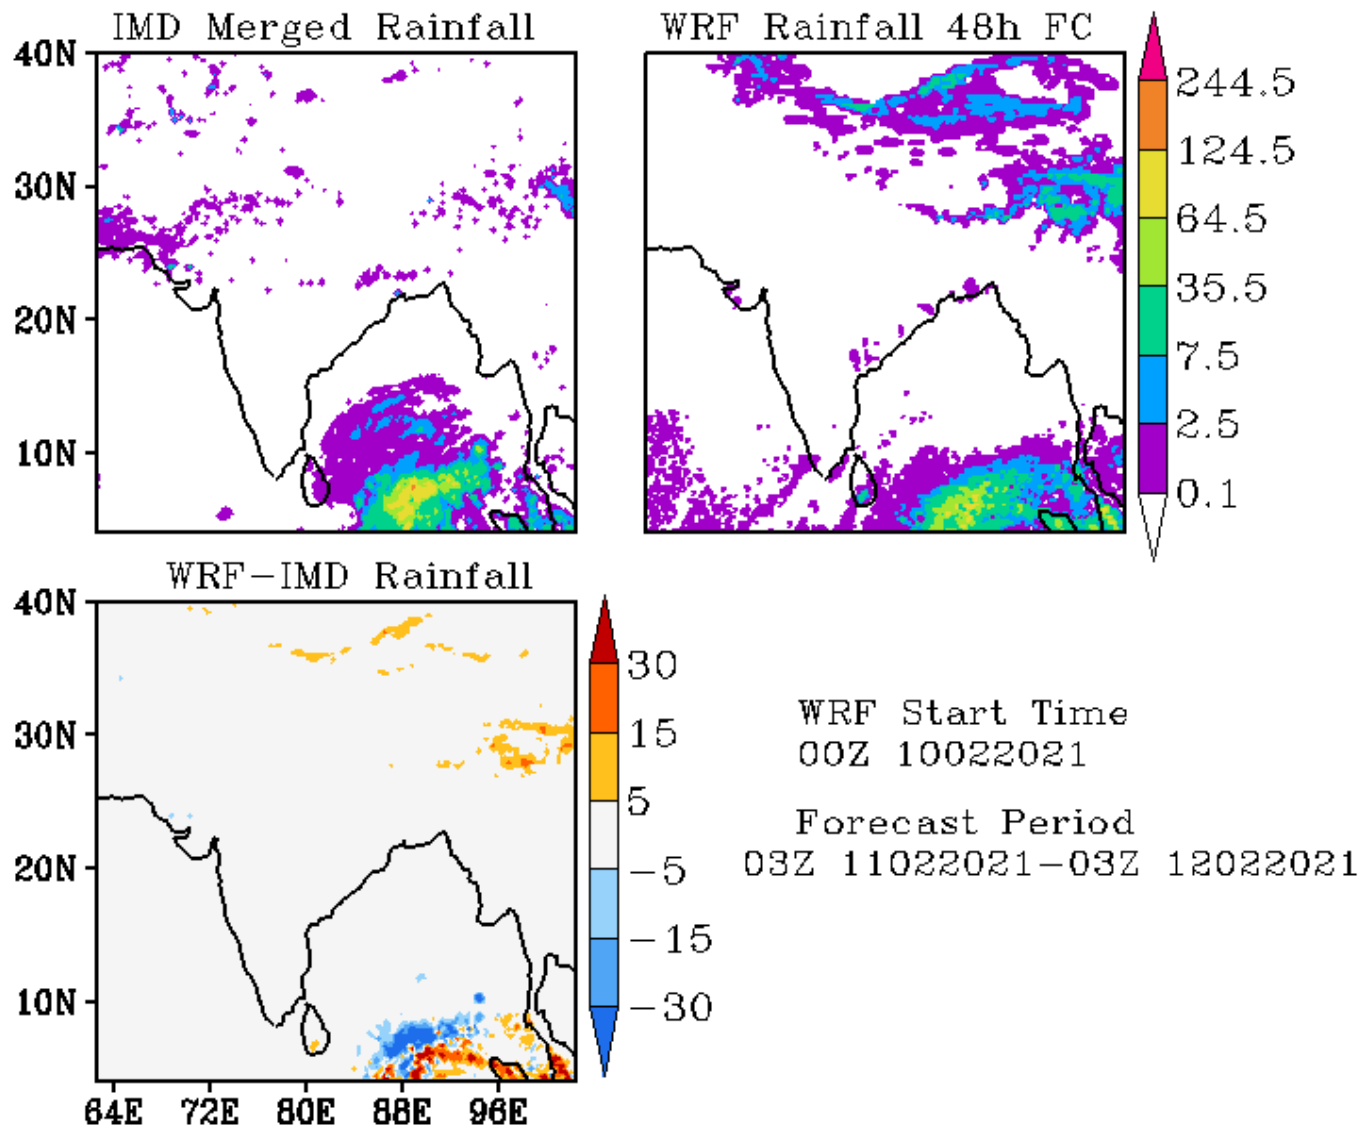 IMD Merged Rainfall
WRF Rainfall 48h FC
40N
30N
20N
10N
244.5
124.5
64.5
35.5
7.5
2.5
0.1
WRF-IMD Rainfall
40N
30N
20N
10N
64E 72E 80E 88E 96E
30
15
5
-5
-15
-30
WRF Start Time
00Z 10022021
Forecast Period
03Z 11022021-03Z 12022021